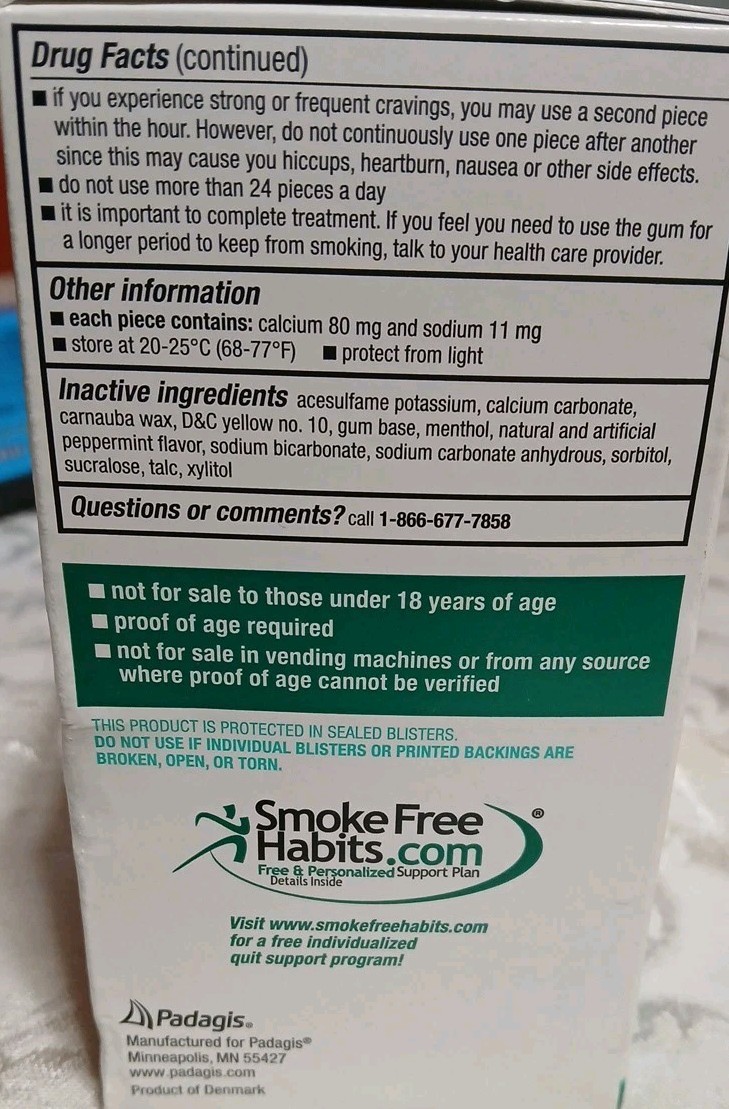 Drug Facts (continued)
■ if you experience strong or frequent cravings, you may use a second piece
within the hour. However, do not continuously use one piece after another
since this may cause you hiccups, heartburn, nausea or other side effects.
■ do not use more than 24 pieces a day
■ it is important to complete treatment. If you feel you need to use the gum for
a longer period to keep from smoking, talk to your health care provider.
Other information
■ each piece contains: calcium 80 mg and sodium 11 mg
■ store at 20-25°C (68-77°F) ■ protect from light
Inactive ingredients acesulfame potassium, calcium carbonate,
carnauba wax, D&C yellow no. 10, gum base, menthol, natural and artificial
peppermint flavor, sodium bicarbonate, sodium carbonate anhydrous, sorbitol,
sucralose, talc, xylitol
Questions or comments? call 1-866-677-7858
■ not for sale to those under 18 years of age
■ proof of age required
■ not for sale in vending machines or from any source
where proof of age cannot be verified
THIS PRODUCT IS PROTECTED IN SEALED BLISTERS.
DO NOT USE IF INDIVIDUAL BLISTERS OR PRINTED BACKINGS ARE
BROKEN, OPEN, OR TORN.
Smoke Free ®
Habits.com
Free & Personalized Support Plan
Details Inside
Visit www.smokefreehabits.com
for a free individualized
quit support program!
Padagis®
Manufactured for Padagis®
Minneapolis, MN 55427
www.padagis.com
Product of Denmark